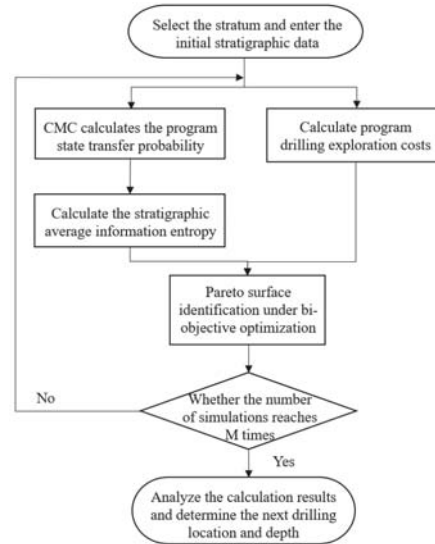 Select the stratum and enter the
initial stratigraphic data
CMC calculates the program
state transfer probability
Calculate program
drilling exploration costs
Calculate the stratigraphic
average information entropy
Pareto surface
identification under bi-
objective optimization
No
Whether the number
of simulations reaches
M times
Yes
Analyze the calculation results
and determine the next drilling
location and depth